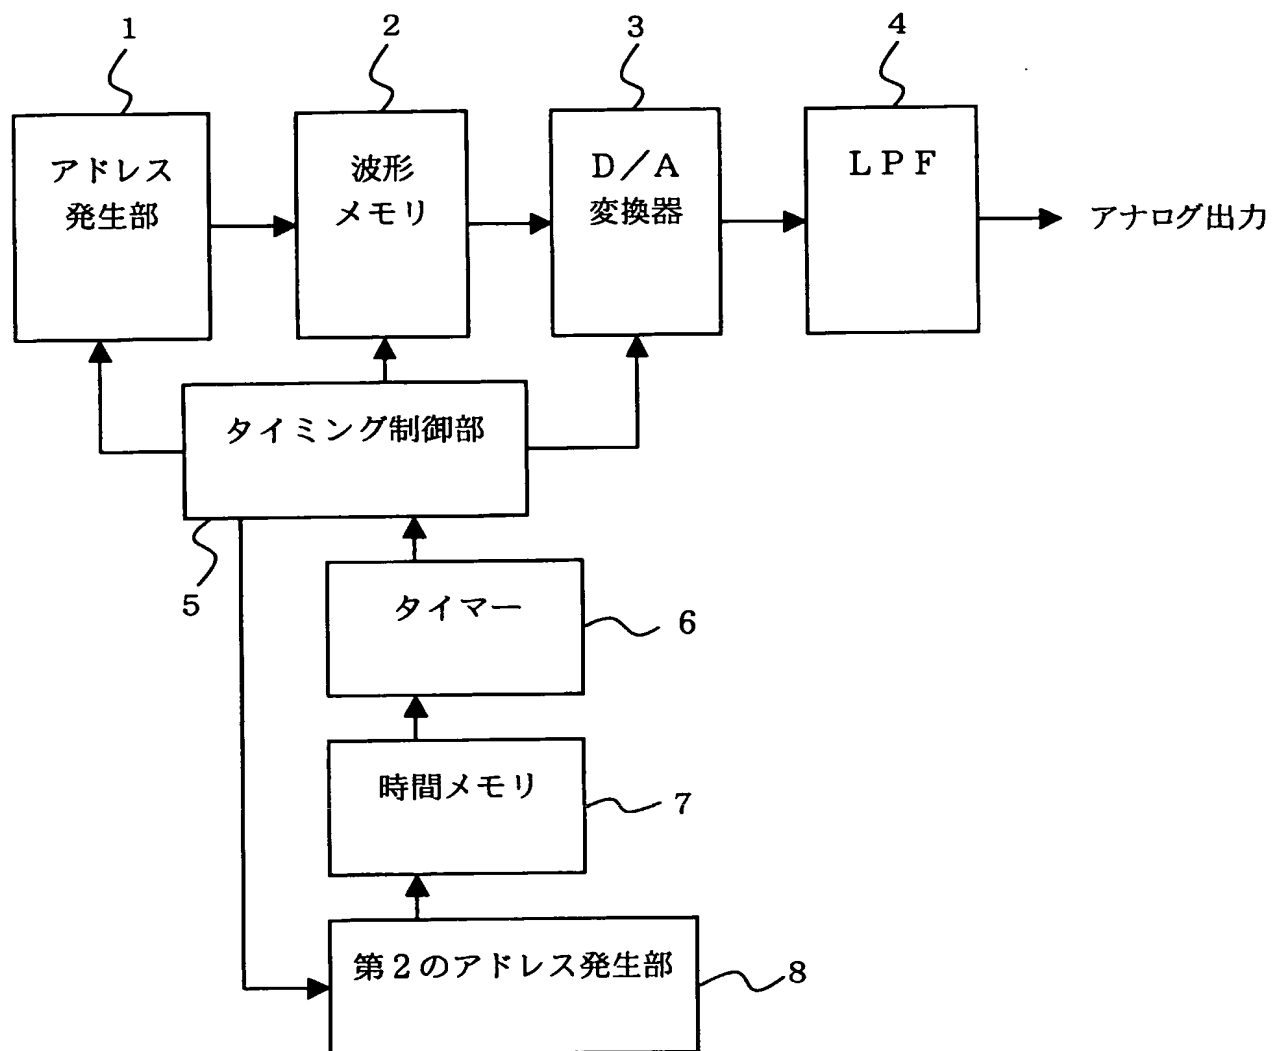 1
2
3
4
アドレス
発生部
波形
メモリ
D/A
変換器
LPF
アナログ出力
タイミング制御部
5
タイマー
6
時間メモリ
7
第2のアドレス発生部
8